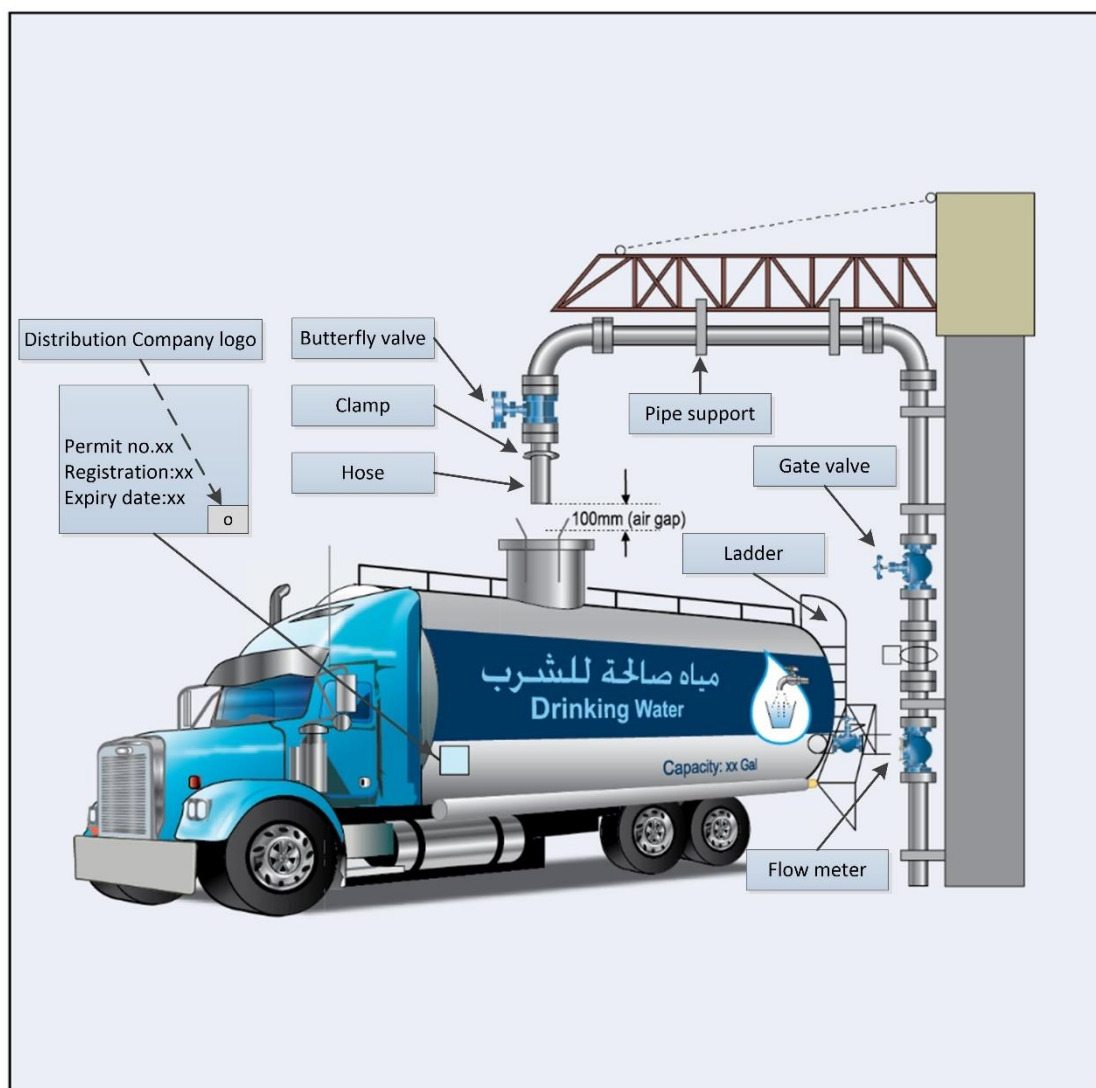 Distribution Company logo
Permit no.xx
Registration:xx
Expiry date:xx
o
Butterfly valve
Clamp
Hose
Pipe support
Gate valve
100mm (air gap)
Ladder
مياه صالحة للشرب
Drinking Water
Capacity: xx Gal
Flow meter